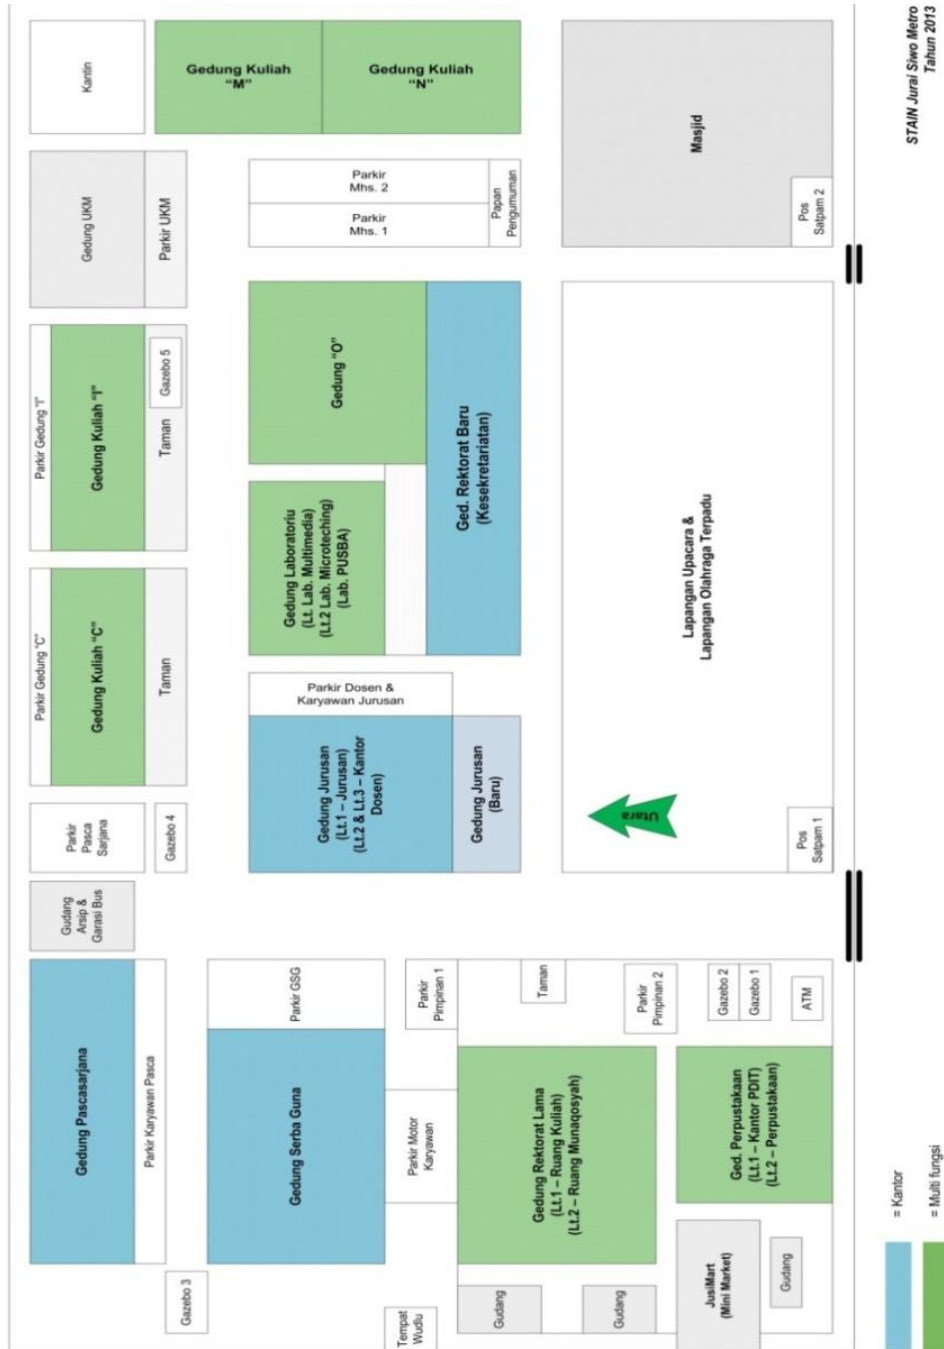 STAIN Jurai Siwo Metro
Tahun 2013
Kantin
Gedung Kuliah
“M”
Gedung Kuliah
“N”
Masjid
Pos
Satpam 2
Gedung UKM
Parkir UKM
Parkir
Mhs. 2
Parkir
Mhs. 1
Papan
Pengumuman
Parkir Gedung “I”
Gedung Kuliah “I”
Gazebo 5
Taman
Gedung “O”
Ged. Rektorat Baru
(Kesekretariatan)
Gedung Laboratoriu
(Lt. Lab. Multimedia)
(Lt.2 Lab. Microteching)
(Lab. PUSBA)
Lapangan Upacara &
Lapangan Olahraga Terpadu
Parkir Gedung “C”
Gedung Kuliah “C”
Taman
Parkir Dosen &
Karyawan Jurusan
Gedung Jurusan
(Lt.1 – Jurusan)
(Lt.2 & Lt.3 – Kantor
Dosen)
Gedung Jurusan
(Baru)
Utara
Pos
Satpam 1
Parkir
Pasca
Sarjana
Gazebo 4
Gudang
Arsip &
Garasi Bus
Gedung Pascasarjana
Parkir Karyawan Pasca
Parkir GSG
Gedung Serba Guna
Parkir
Pimpinan 1
Parkir Motor
Karyawan
Taman
Parkir
Pimpinan 2
Gazebo 2
Gazebo 1
ATM
Gedung Rektorat Lama
(Lt.1 – Ruang Kuliah)
(Lt.2 – Ruang Munaqosyah)
Ged. Perpustakaan
(Lt.1 – Kantor PDIT)
(Lt.2 – Perpustakaan)
Gazebo 3
Tempat
Wudlu
Gudang
Gudang
JusiMart
(Mini Market)
Gudang
= Kantor
= Multi fungsi